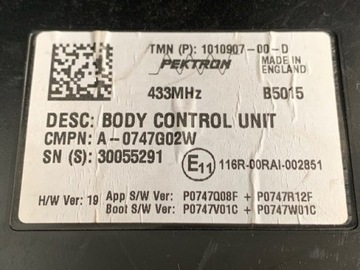 TMN (P): 1010907-00-D
PEKTRON
MADE IN
ENGLAND
433MHz
B5015
DESC: BODY CONTROL UNIT
CMPN: A-0747G02W
SN (S): 30055291
E11 116R-00RAI-002851
H/W Ver: 19
App S/W Ver: P0747Q08F + P0747R12F
Boot S/W Ver: P0747V01C + P0747W01C